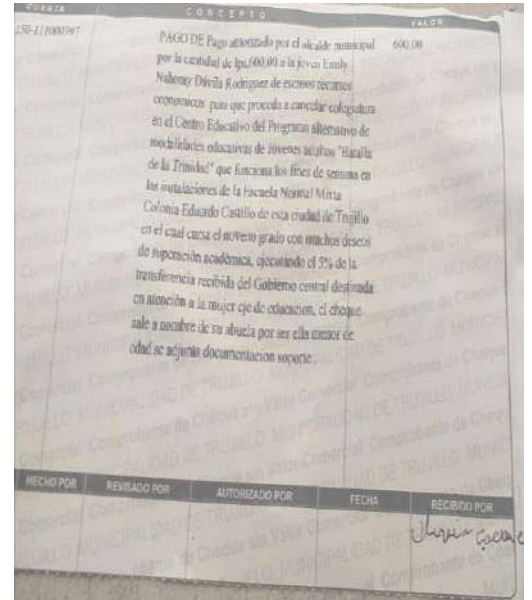 CUENTA CONCEPTO VALOR
PAGO DE Pago autorizado por el alcalde municipal 600.00
por la cantidad de lps,600.00 a la joven Emily
Nahomy Dávila Rodriguez de escasos recursos
economicos para que proceda a cancelar colegiatura
en el Centro Educativo del Programa alternativo de
modalidades educativas de jóvenes adultos "Batalla
de la Trinidad" que funciona los fines de semana en
las instalaciones de la Escuela Normal Mixta
Colonia Eduardo Castillo de esta ciudad de Trujillo
en el cual cursa el noveno grado con muchos deseos
de superación académica, ejecutando el 5% de la
transferencia recibida del Gobierno central destinada
en atención a la mujer eje de educacion, el cheque
sale a nombre de su abuela por ser ella menor de
edad se adjunta documentacion soporte .
HECHO POR REVISADO POR AUTORIZADO POR FECHA RECIBIDO POR